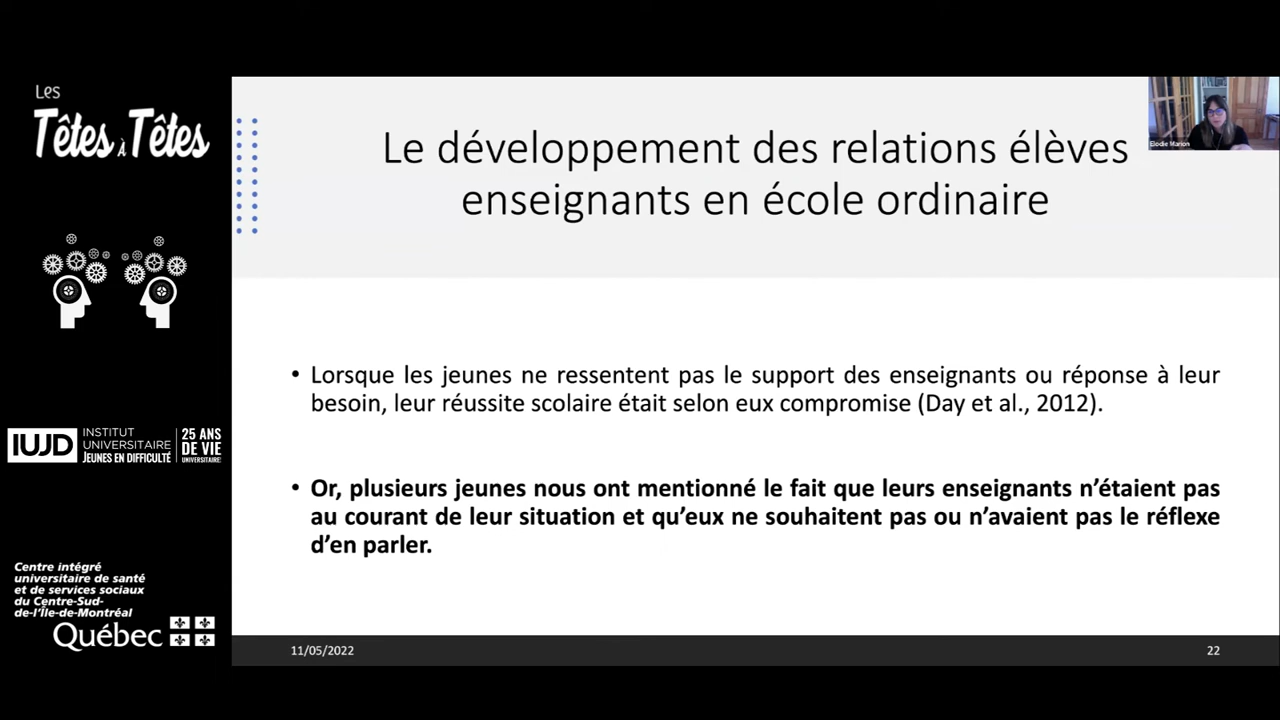 Les
Têtes à Têtes
Le développement des relations élèves
enseignants en école ordinaire
Elodie Marion
• Lorsque les jeunes ne ressentent pas le support des enseignants ou réponse à leur
besoin, leur réussite scolaire était selon eux compromise (Day et al., 2012).
• Or, plusieurs jeunes nous ont mentionné le fait que leurs enseignants n’étaient pas
au courant de leur situation et qu’eux ne souhaitent pas ou n’avaient pas le réflexe
d’en parler.
IUJD
INSTITUT
UNIVERSITAIRE
JEUNES EN DIFFICULTÉ
25 ANS
DE VIE
UNIVERSITAIRE!
Centre intégré
universitaire de santé
et de services sociaux
du Centre-Sud-
de-l’Île-de-Montréal
Québec
11/05/2022
22